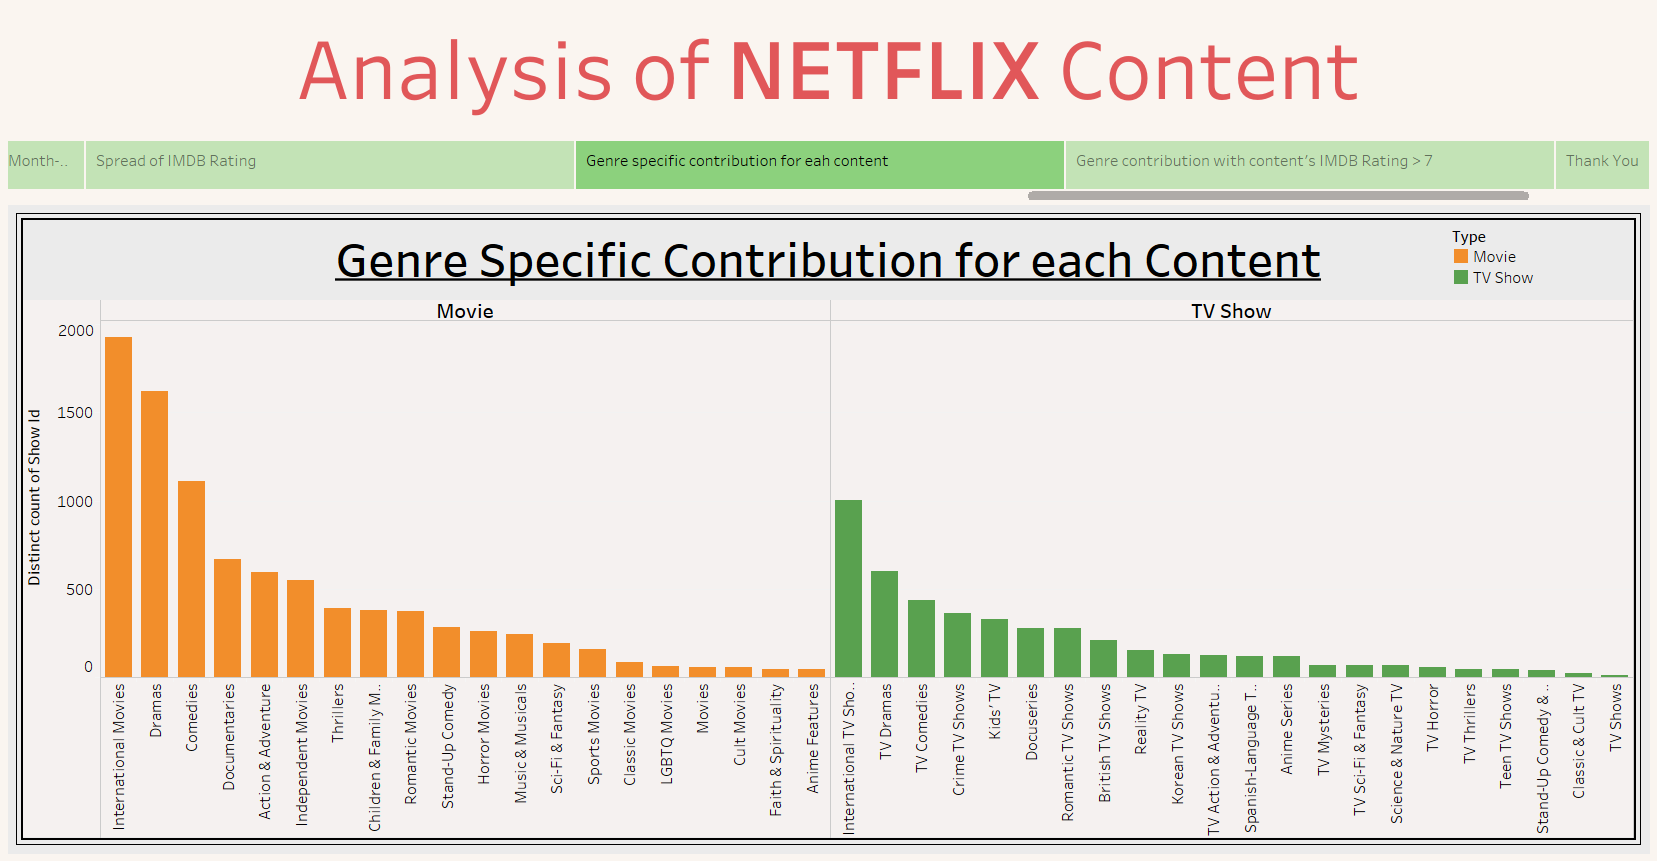 Analysis of NETFLIX Content
Month-..
Spread of IMDB Rating
Genre specific contribution for eah content
Genre contribution with content's IMDB Rating > 7
Thank You
Genre Specific Contribution for each Content
Type
Movie
TV Show
Movie
TV Show
Distinct count of Show Id
2000
1500
1000
500
0
International Movies
Dramas
Comedies
Documentaries
Action & Adventure
Independent Movies
Thrillers
Children & Family M..
Romantic Movies
Stand-Up Comedy
Horror Movies
Music & Musicals
Sci-Fi & Fantasy
Sports Movies
Classic Movies
LGBTQ Movies
Movies
Cult Movies
Faith & Spirituality
Anime Features
International TV Sho..
TV Dramas
TV Comedies
Crime TV Shows
Kids' TV
Docuseries
Romantic TV Shows
British TV Shows
Reality TV
Korean TV Shows
TV Action & Adventu..
Spanish-Language T..
Anime Series
TV Mysteries
TV Sci-Fi & Fantasy
Science & Nature TV
TV Horror
TV Thrillers
Teen TV Shows
Stand-Up Comedy & ..
Classic & Cult TV
TV Shows